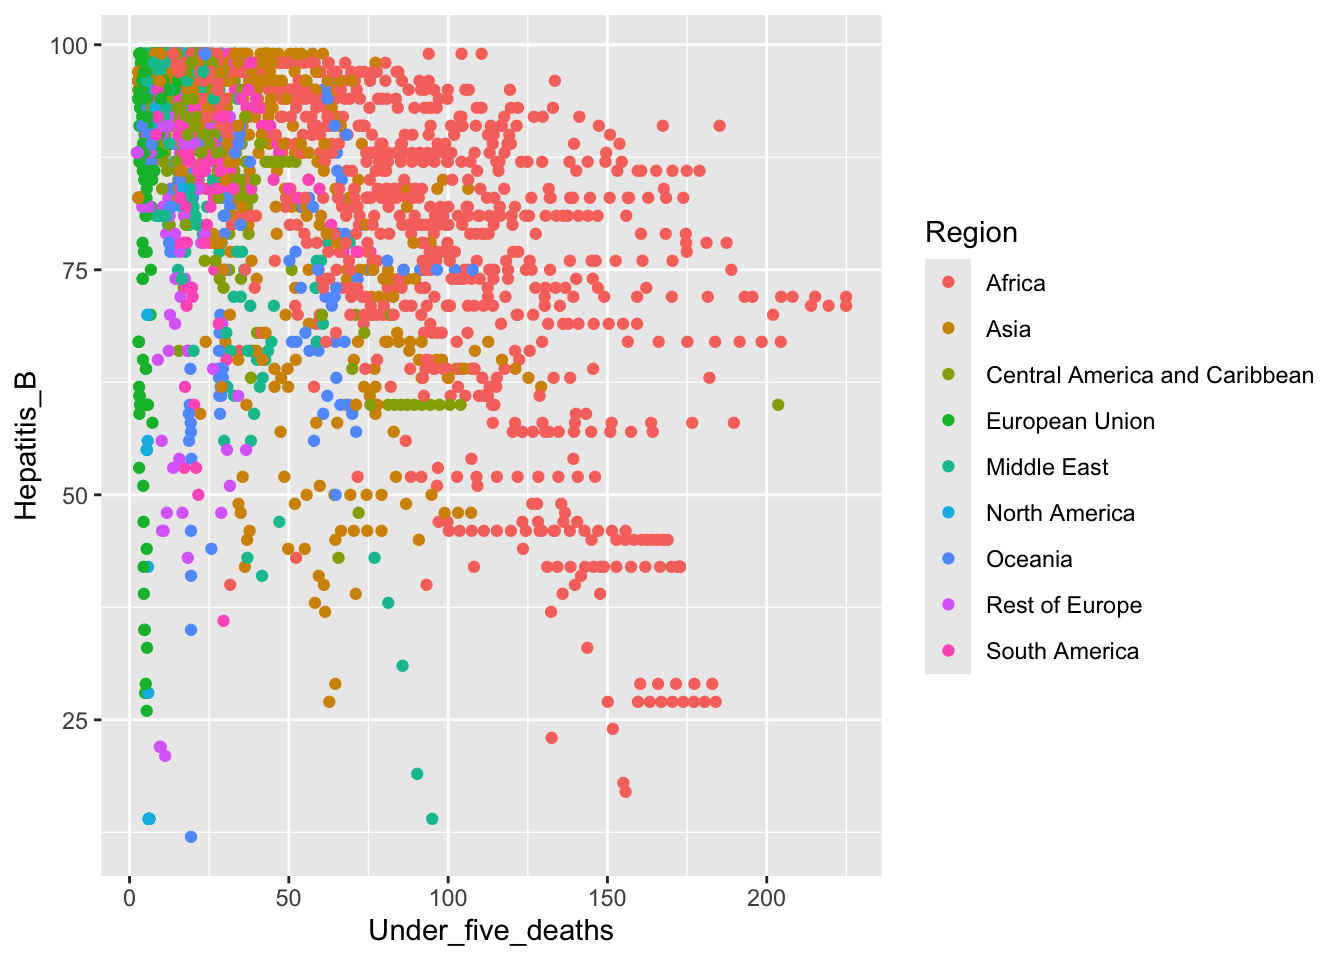 100
75
50
25
Hepatitis_B
0 50 100 150 200
Under_five_deaths
Region
Africa
Asia
Central America and Caribbean
European Union
Middle East
North America
Oceania
Rest of Europe
South America